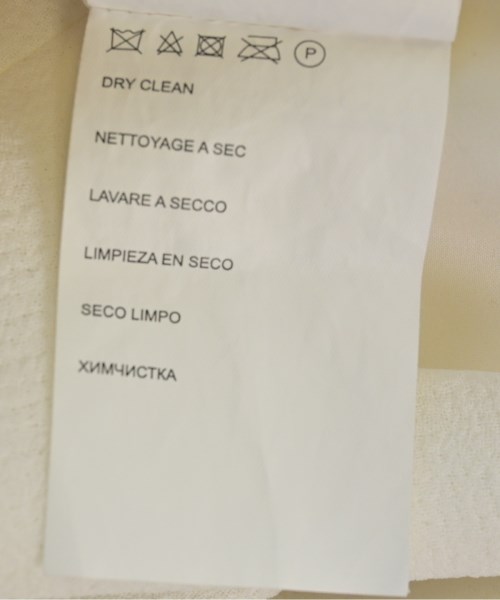 P
DRY CLEAN
NETTOYAGE A SEC
LAVARE A SECCO
LIMPIEZA EN SECO
SECO LIMPO
ХИМЧИСТКА